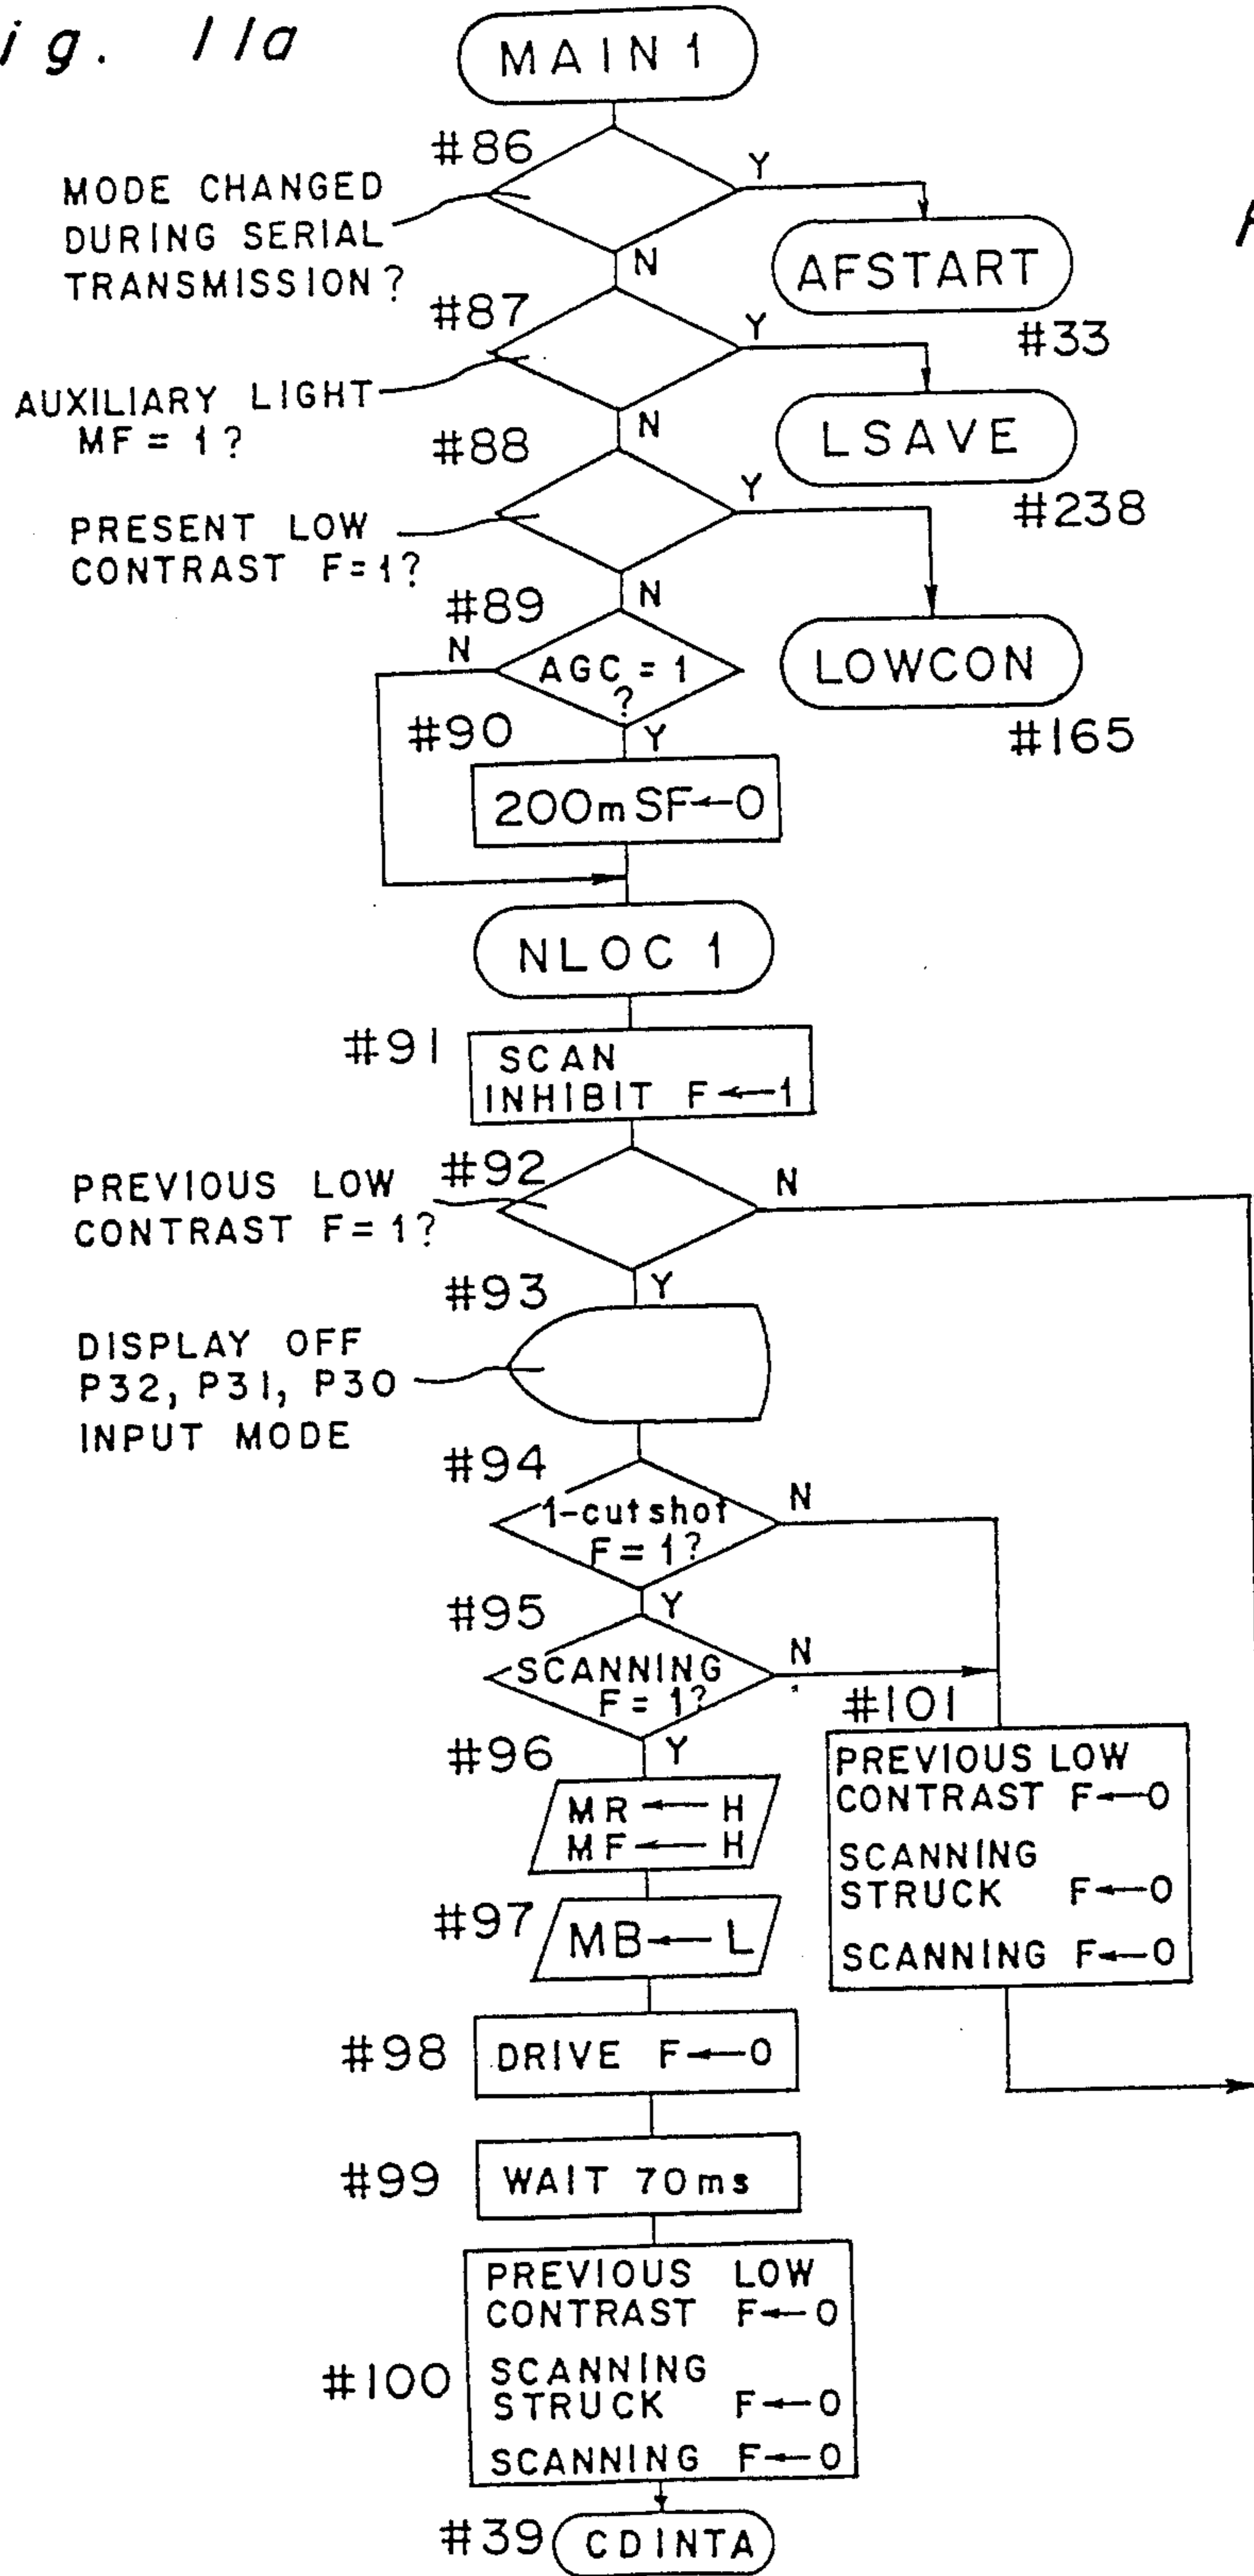 ig. 11a
MAIN 1
#86
Y
MODE CHANGED
DURING SERIAL
TRANSMISSION?
N
AFSTART
#33
#87
Y
AUXILIARY LIGHT
MF = 1?
N
LSAVE
#238
#88
Y
PRESENT LOW
CONTRAST F=1?
N
LOWCON
#165
#89
N
AGC = 1
?
Y
#90
200mSF←0
NLOC 1
#91
SCAN
INHIBIT F←1
#92
N
PREVIOUS LOW
CONTRAST F=1?
Y
#93
DISPLAY OFF
P32, P31, P30
INPUT MODE
#94
N
1-cut shot
F=1?
Y
#95
N
SCANNING
F=1?
Y
#101
PREVIOUS LOW
CONTRAST F←0
SCANNING
STRUCK F←0
SCANNING F←0
#96
MR←H
MF←H
#97
MB←L
#98
DRIVE F←0
#99
WAIT 70ms
#100
PREVIOUS LOW
CONTRAST F←0
SCANNING
STRUCK F←0
SCANNING F←0
#39
CDINTA